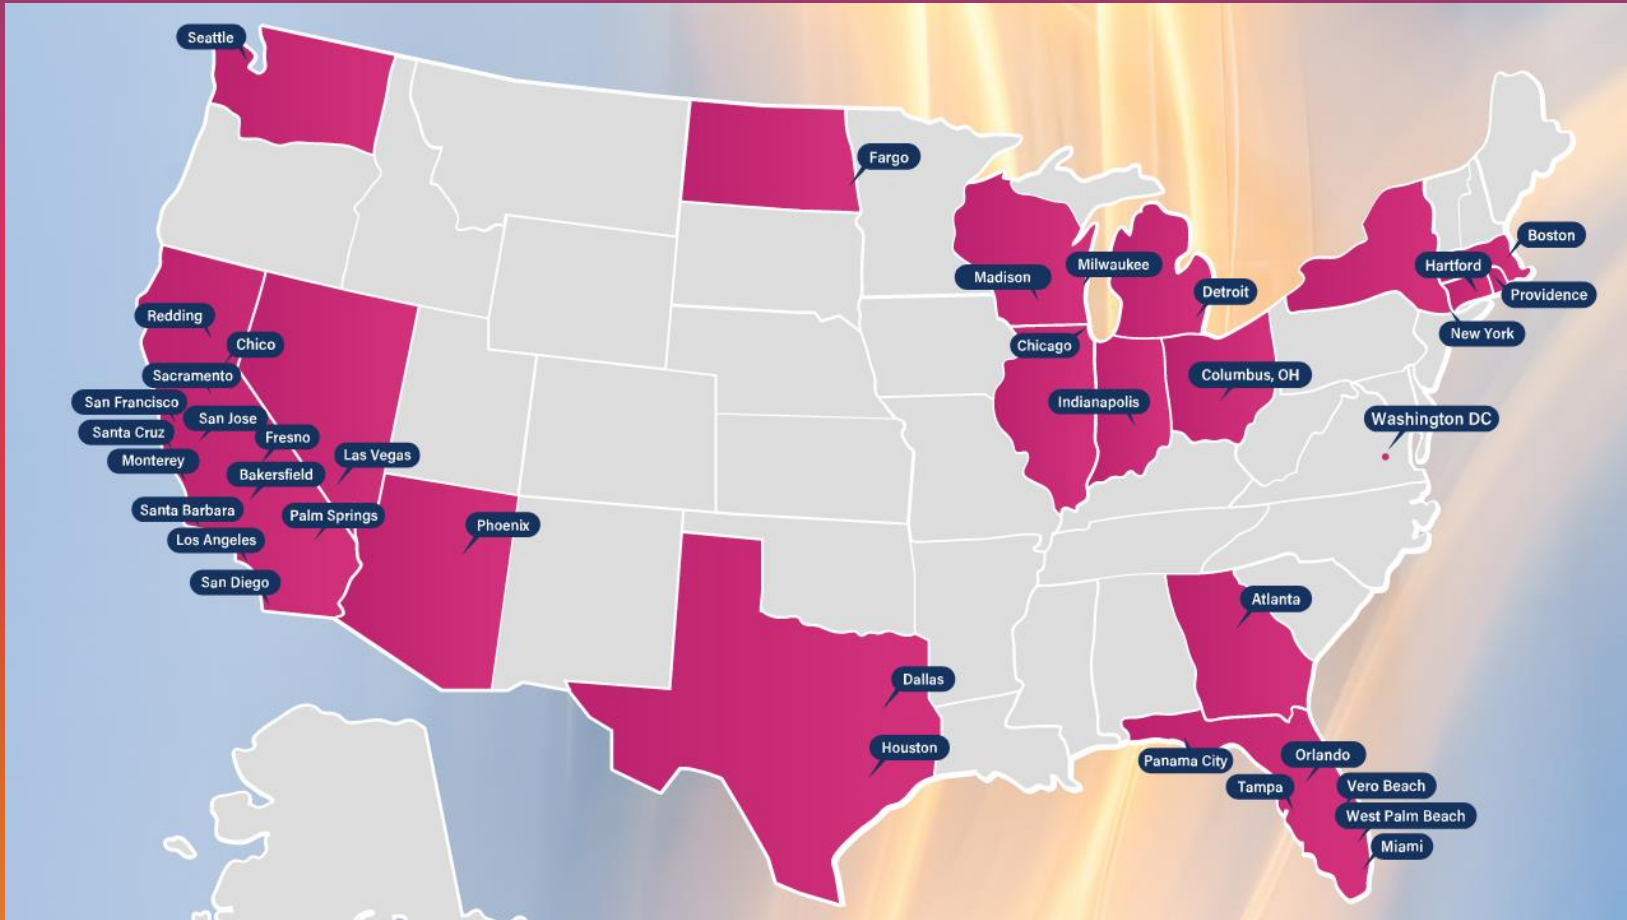 Seattle
Fargo
Boston
Hartford
Milwaukee
Madison
Detroit
Providence
Redding
New York
Chico
Chicago
Sacramento
Columbus, OH
San Francisco
Indianapolis
San Jose
Washington DC
Santa Cruz
Fresno
Las Vegas
Monterey
Bakersfield
Santa Barbara
Palm Springs
Phoenix
Los Angeles
San Diego
Atlanta
Dallas
Houston
Orlando
Panama City
Tampa
Vero Beach
West Palm Beach
Miami